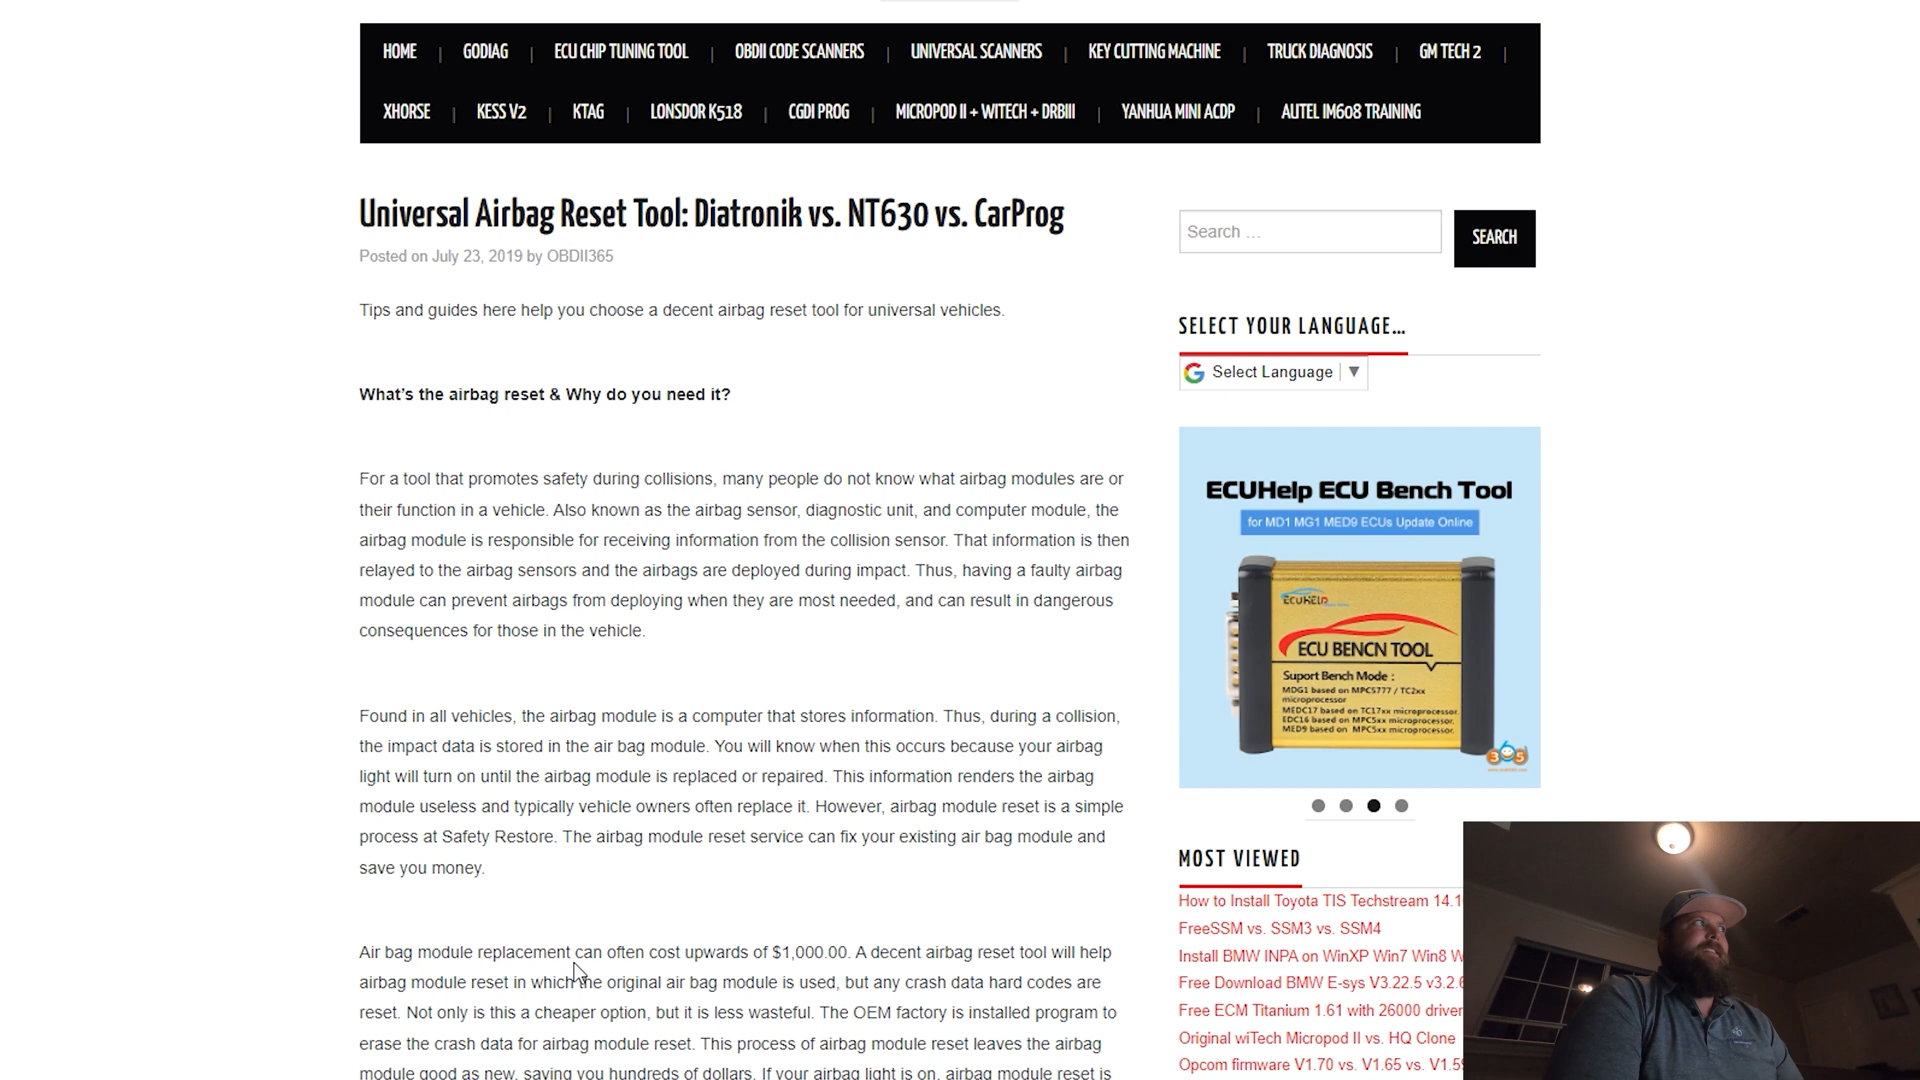 HOME | GODIAG | ECU CHIP TUNING TOOL | OBDII CODE SCANNERS | UNIVERSAL SCANNERS | KEY CUTTING MACHINE | TRUCK DIAGNOSIS | GM TECH 2 |
XHORSE | KESS V2 | KTAG | LONSDOR K518 | CGDI PROG | MICROPOD II + WITECH + DRBIII | YANHUA MINI ACDP | AUTEL IM608 TRAINING
Universal Airbag Reset Tool: Diatronik vs. NT630 vs. CarProg
Posted on July 23, 2019 by OBDII365
Tips and guides here help you choose a decent airbag reset tool for universal vehicles.
What's the airbag reset & Why do you need it?
For a tool that promotes safety during collisions, many people do not know what airbag modules are or
their function in a vehicle. Also known as the airbag sensor, diagnostic unit, and computer module, the
airbag module is responsible for receiving information from the collision sensor. That information is then
relayed to the airbag sensors and the airbags are deployed during impact. Thus, having a faulty airbag
module can prevent airbags from deploying when they are most needed, and can result in dangerous
consequences for those in the vehicle.
Found in all vehicles, the airbag module is a computer that stores information. Thus, during a collision,
the impact data is stored in the air bag module. You will know when this occurs because your airbag
light will turn on until the airbag module is replaced or repaired. This information renders the airbag
module useless and typically vehicle owners often replace it. However, airbag module reset is a simple
process at Safety Restore. The airbag module reset service can fix your existing air bag module and
save you money.
Air bag module replacement can often cost upwards of $1,000.00. A decent airbag reset tool will help
airbag module reset in which the original air bag module is used, but any crash data hard codes are
reset. Not only is this a cheaper option, but it is less wasteful. The OEM factory is installed program to
erase the crash data for airbag module reset. This process of airbag module reset leaves the airbag
module good as new, saving you hundreds of dollars. If your airbag light is on, airbag module reset is
Search …
SEARCH
SELECT YOUR LANGUAGE…
Select Language ▼
ECUHelp ECU Bench Tool
for MD1 MG1 MED9 ECUs Update Online
ECUHELP
ECU BENCN TOOL
Suport Bench Mode :
MDG1 based on MPC5777 / TC2xx
microprocessor
MEDC17 based on TC17xx microprocessor
EDC16 based on MPC5xx microprocessor.
MED9 based on MPC5xx microprocessor.
365
MOST VIEWED
How to Install Toyota TIS Techstream 14.1
FreeSSM vs. SSM3 vs. SSM4
Install BMW INPA on WinXP Win7 Win8 W
Free Download BMW E-sys V3.22.5 v3.2.6
Free ECM Titanium 1.61 with 26000 driver
Original wiTech Micropod II vs. HQ Clone
Opcom firmware V1.70 vs. V1.65 vs. V1.59